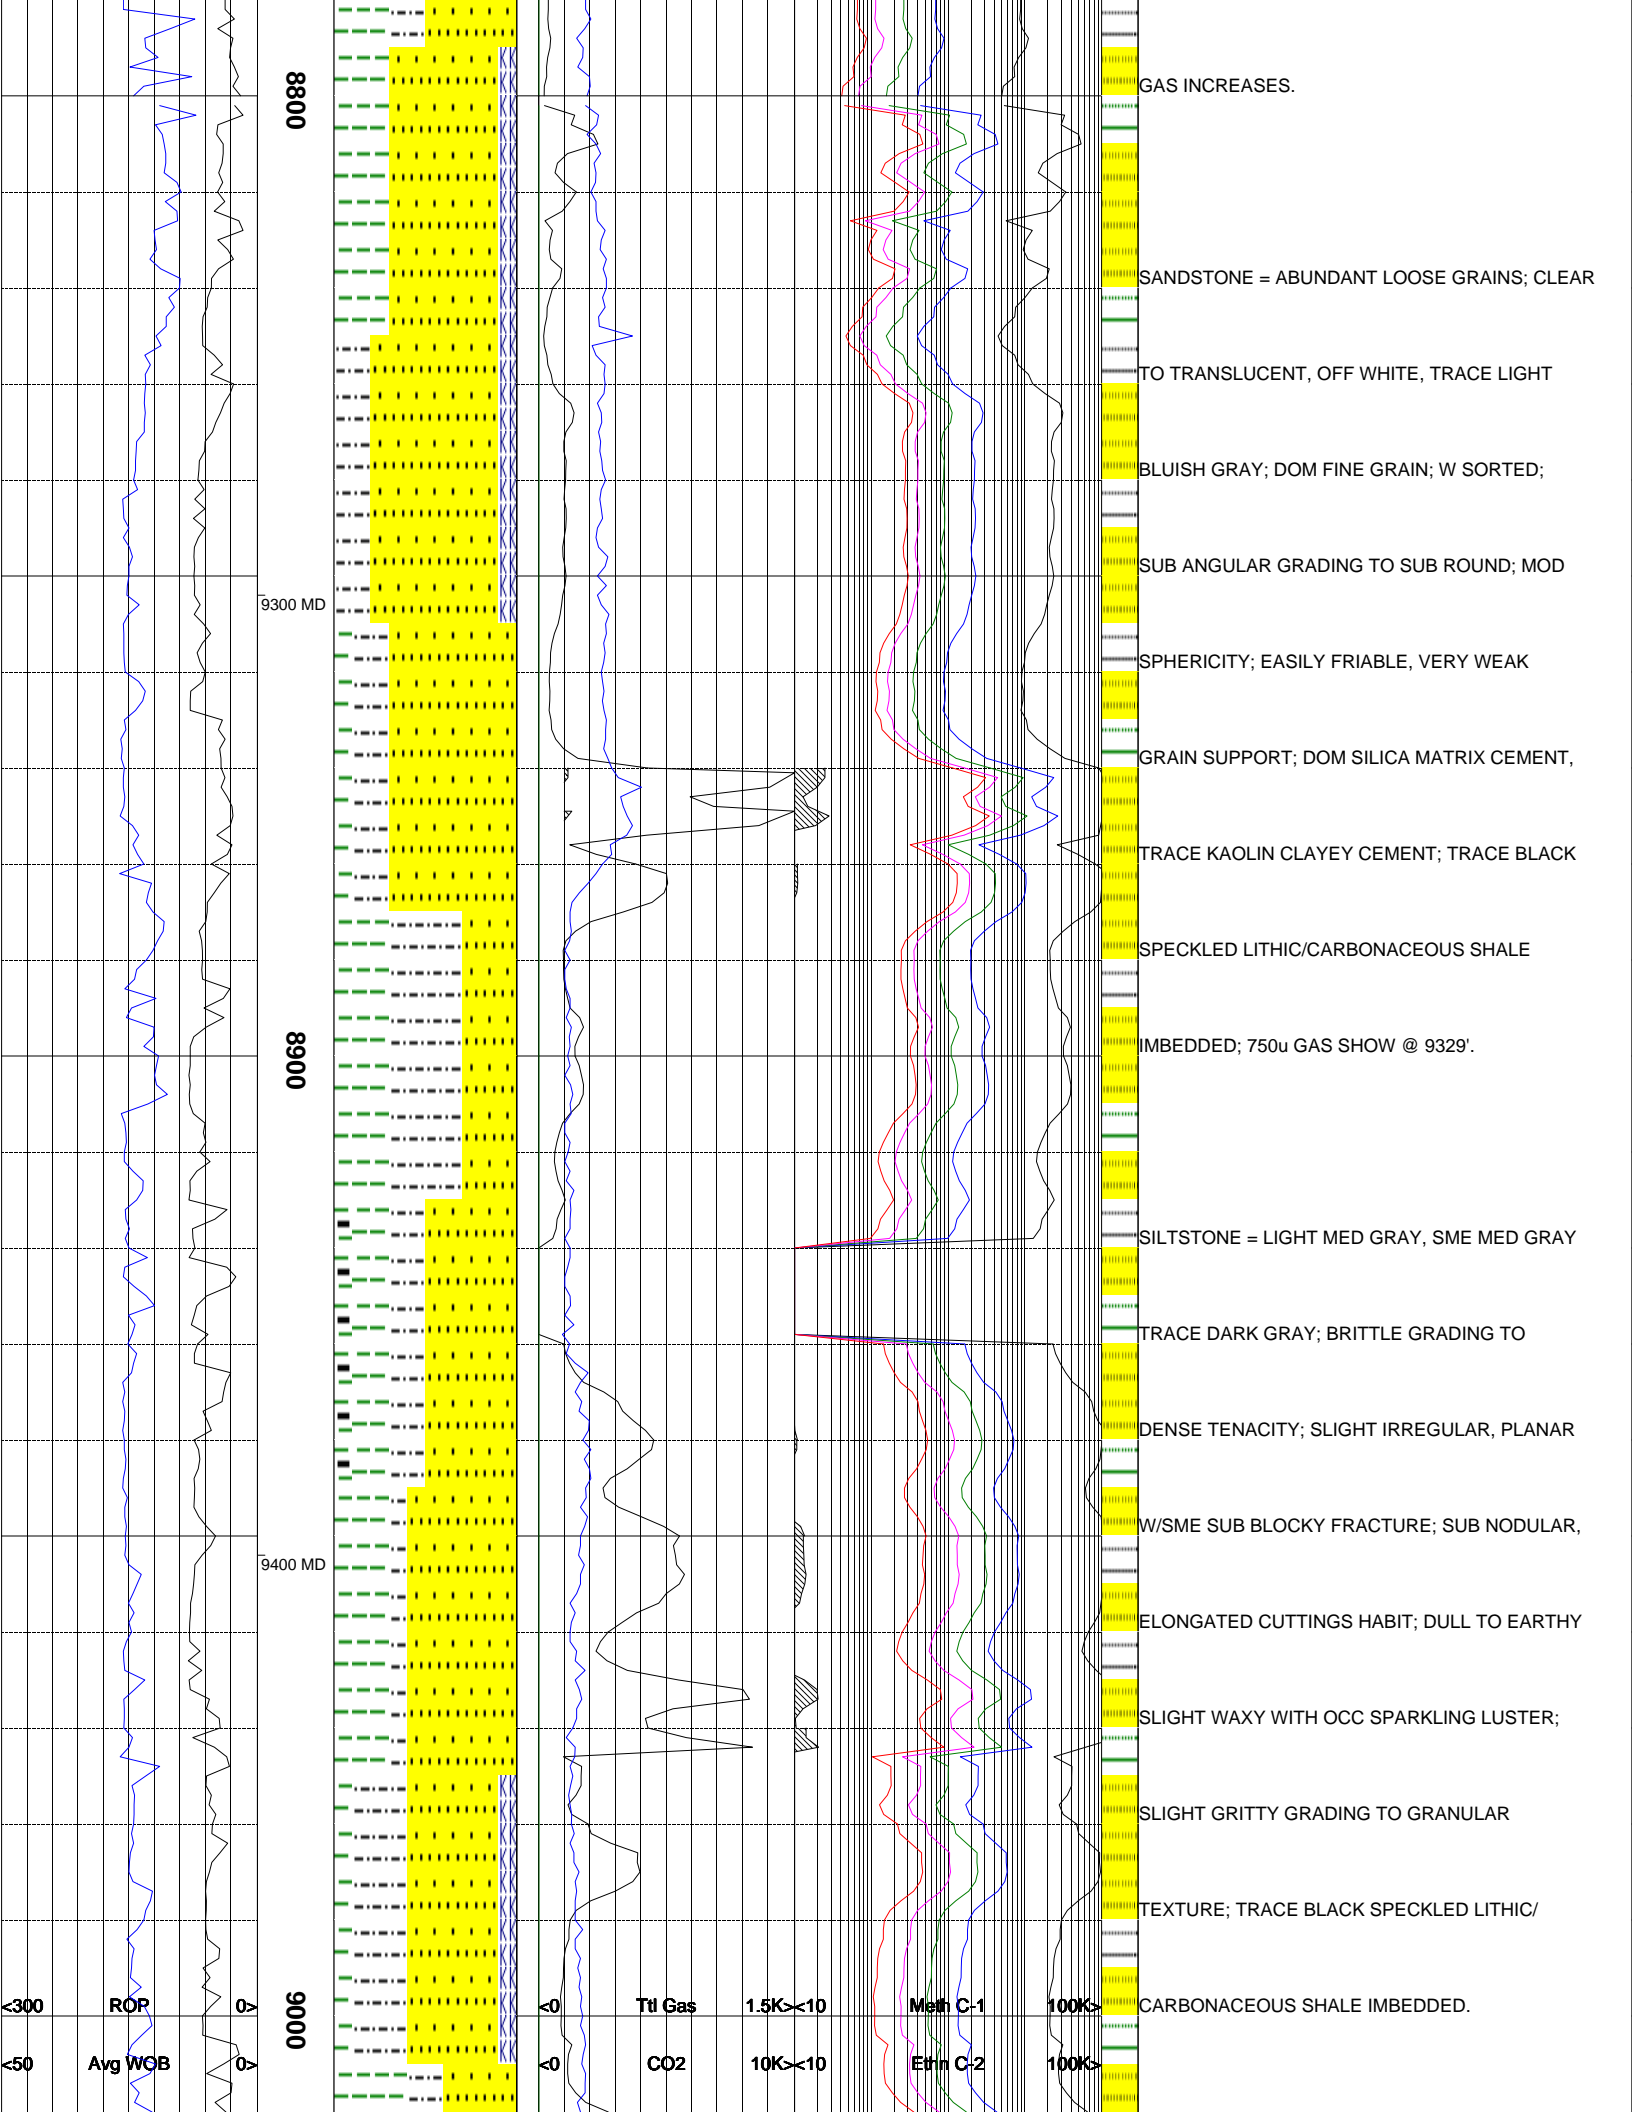 8800
GAS INCREASES.
SANDSTONE = ABUNDANT LOOSE GRAINS; CLEAR
TO TRANSLUCENT, OFF WHITE, TRACE LIGHT
BLUISH GRAY; DOM FINE GRAIN; W SORTED;
SUB ANGULAR GRADING TO SUB ROUND; MOD
9300 MD
SPHERICITY; EASILY FRIABLE, VERY WEAK
GRAIN SUPPORT; DOM SILICA MATRIX CEMENT,
TRACE KAOLIN CLAYEY CEMENT; TRACE BLACK
SPECKLED LITHIC/CARBONACEOUS SHALE
8900
IMBEDDED; 750u GAS SHOW @ 9329'.
SILTSTONE = LIGHT MED GRAY, SME MED GRAY
TRACE DARK GRAY; BRITTLE GRADING TO
DENSE TENACITY; SLIGHT IRREGULAR, PLANAR
W/SME SUB BLOCKY FRACTURE; SUB NODULAR,
9400 MD
ELONGATED CUTTINGS HABIT; DULL TO EARTHY
SLIGHT WAXY WITH OCC SPARKLING LUSTER;
SLIGHT GRITTY GRADING TO GRANULAR
TEXTURE; TRACE BLACK SPECKLED LITHIC/
<300 ROP 0> <0 Ttl Gas 1.5K> <10 Meth C-1 100K> CARBONACEOUS SHALE IMBEDDED.
9000
<50 Avg WOB 0> <0 CO2 10K> <10 Ethn C-2 100K>